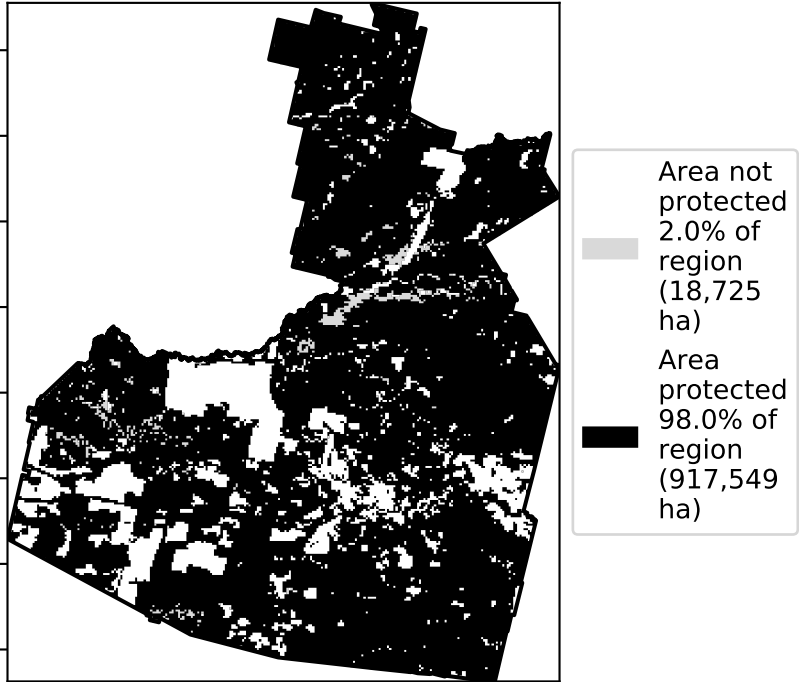 Area not
protected
2.0% of
region
(18,725
ha)
Area
protected
98.0% of
region
(917,549
ha)